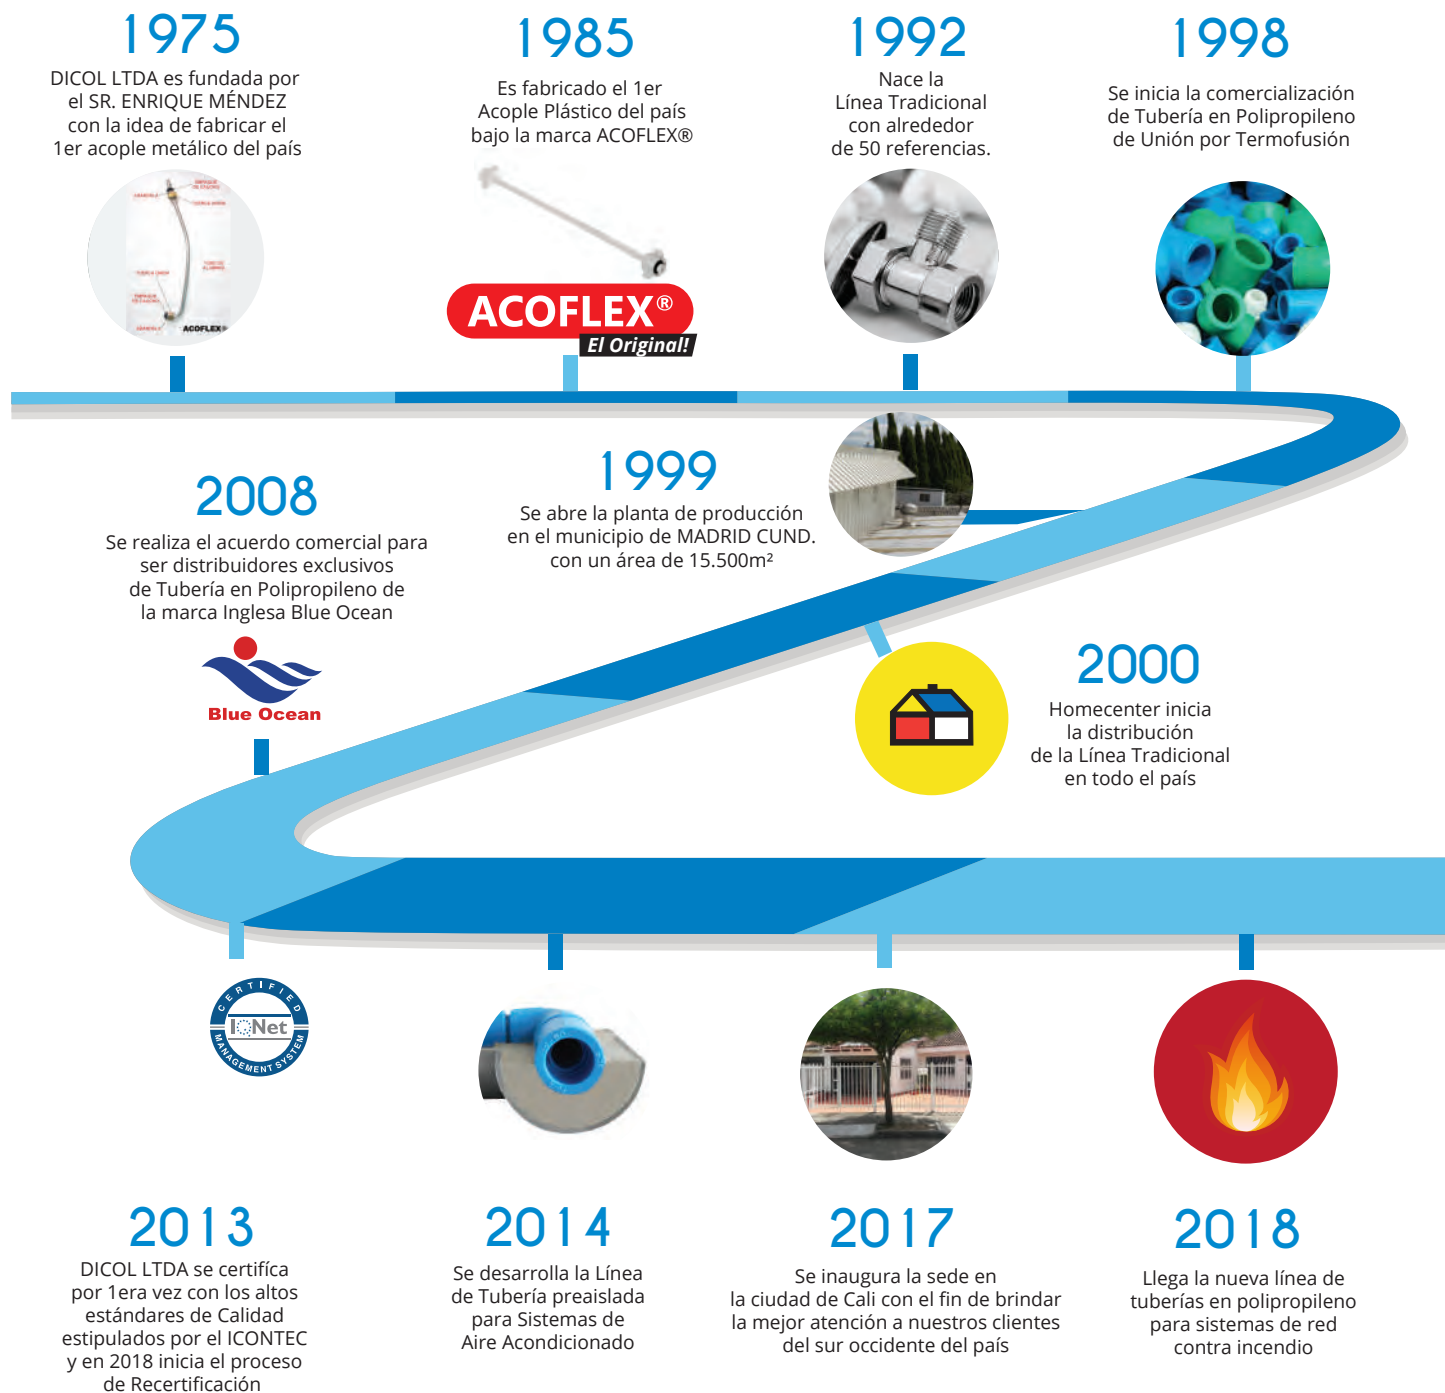 1975
DICOL LTDA es fundada por
el SR. ENRIQUE MÉNDEZ
con la idea de fabricar el
1er acople metálico del país
ACOFLEX®
1985
Es fabricado el 1er
Acople Plástico del país
bajo la marca ACOFLEX®
ACOFLEX®
El Original!
1992
Nace la
Línea Tradicional
con alrededor
de 50 referencias.
1998
Se inicia la comercialización
de Tubería en Polipropileno
de Unión por Termofusión
1999
Se abre la planta de producción
en el municipio de MADRID CUND.
con un área de 15.500m²
2000
Homecenter inicia
la distribución
de la Línea Tradicional
en todo el país
2008
Se realiza el acuerdo comercial para
ser distribuidores exclusivos
de Tubería en Polipropileno de
la marca Inglesa Blue Ocean
Blue Ocean
CERTIFIED
IQNet
MANAGEMENT SYSTEM
2013
DICOL LTDA se certifíca
por 1era vez con los altos
estándares de Calidad
estipulados por el ICONTEC
y en 2018 inicia el proceso
de Recertificación
2014
Se desarrolla la Línea
de Tubería preaislada
para Sistemas de
Aire Acondicionado
2017
Se inaugura la sede en
la ciudad de Cali con el fin de brindar
la mejor atención a nuestros clientes
del sur occidente del país
2018
Llega la nueva línea de
tuberías en polipropileno
para sistemas de red
contra incendio